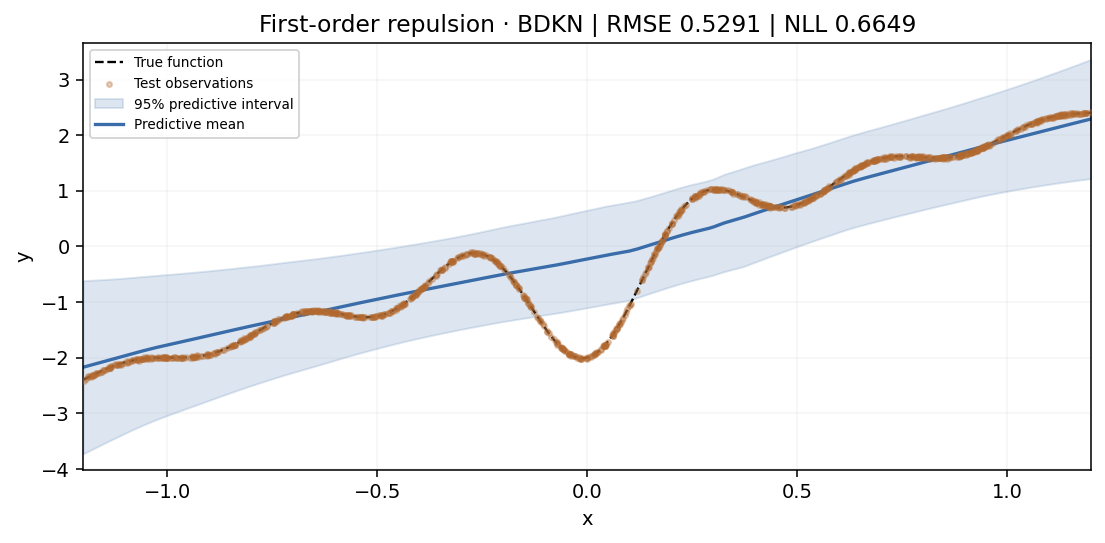 First-order repulsion · BDKN | RMSE 0.5291 | NLL 0.6649
True function
Test observations
95% predictive interval
Predictive mean
y
3
2
1
0
−1
−2
−3
−4
−1.0
−0.5
0.0
0.5
1.0
x